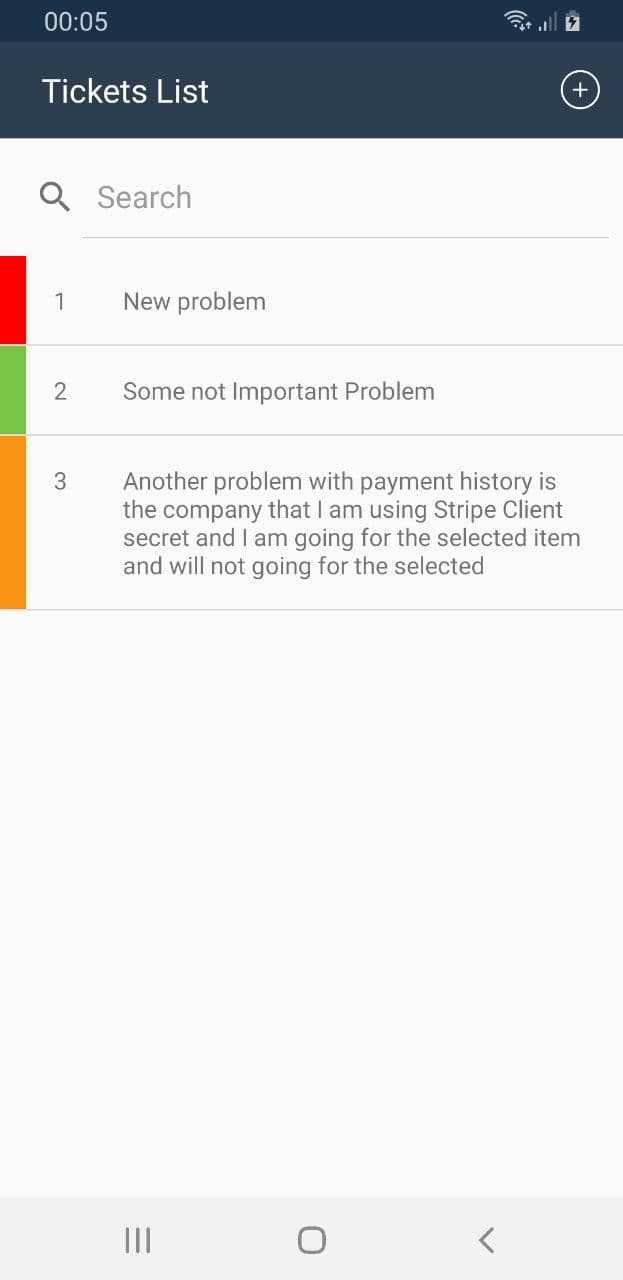 00:05
Tickets List
Search
1 New problem
2 Some not Important Problem
3 Another problem with payment history is
the company that I am using Stripe Client
secret and I am going for the selected item
and will not going for the selected